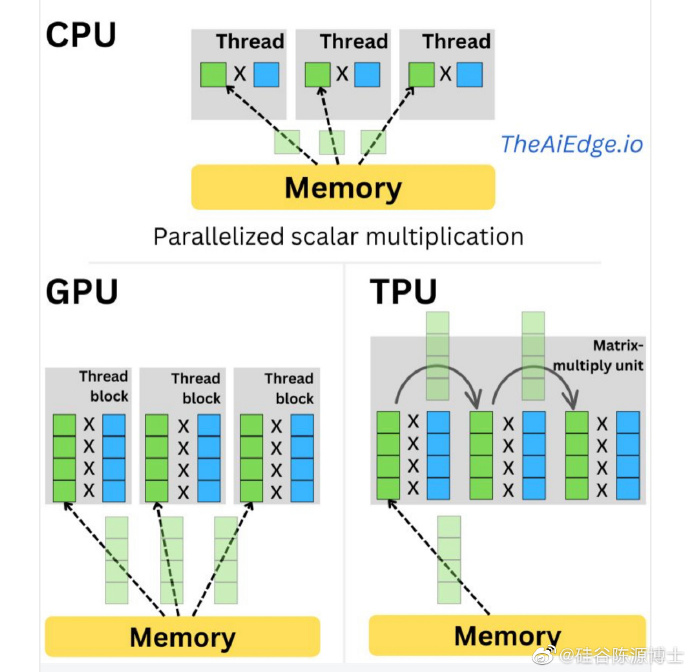 CPU
Thread Thread Thread
X X X
TheAiEdge.io
Memory
Parallelized scalar multiplication
GPU
Thread block Thread block Thread block
X X X
X X X
X X X
X X X
Memory
TPU
Matrix-
multiply unit
X X X
X X X
X X X
X X X
Memory
@硅谷陈源博士